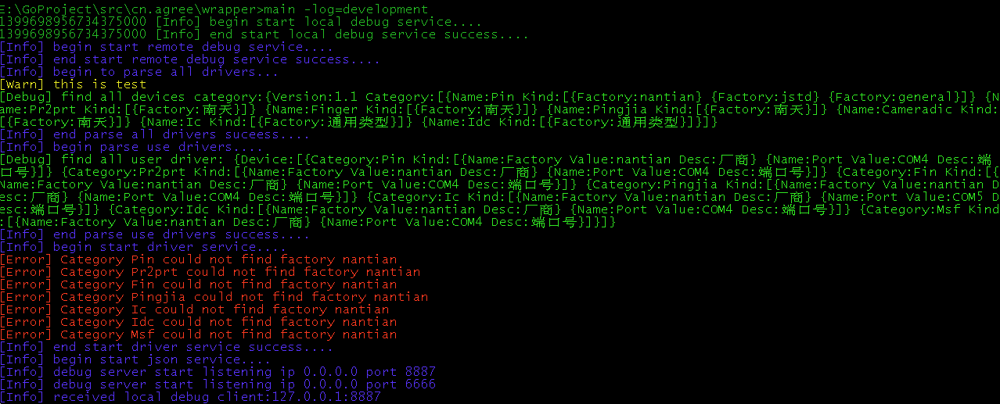 E:\GoProject\src\cn.agree\wrapper>main -log=development
1399698956734375000 [Info] begin start local debug service....
1399698956734375000 [Info] end start local debug service success....
[Info] begin start remote debug service....
[Info] end start remote debug service success....
[Info] begin to parse all drivers...
[Warn] this is test
[Debug] find all devices category:{Version:1.1 Category:[{Name:Pin Kind:[{Factory:nantian} {Factory:jstd} {Factory:general}]} {N
ame:Pr2prt Kind:[{Factory:南天}]} {Name:Finger Kind:[{Factory:南天}]} {Name:Pingjia Kind:[{Factory:南天}]} {Name:Cameradic Kind:
[{Factory:南天}]} {Name:Ic Kind:[{Factory:通用类型}]} {Name:Idc Kind:[{Factory:通用类型}]}]}
[Info] end parse all drivers sucess....
[Info] begin parse use drivers....
[Debug] find all user driver: {Device:[{Category:Pin Kind:[{Name:Factory Value:nantian Desc:厂商} {Name:Port Value:COM4 Desc:端
口号}]} {Category:Pr2prt Kind:[{Name:Factory Value:nantian Desc:厂商} {Name:Port Value:COM4 Desc:端口号}]} {Category:Fin Kind:[{
Name:Factory Value:nantian Desc:厂商} {Name:Port Value:COM4 Desc:端口号}]} {Category:Pingjia Kind:[{Name:Factory Value:nantian D
esc:厂商} {Name:Port Value:COM4 Desc:端口号}]} {Category:Ic Kind:[{Name:Factory Value:nantian Desc:厂商} {Name:Port Value:COM5 D
esc:端口号}]} {Category:Idc Kind:[{Name:Factory Value:nantian Desc:厂商} {Name:Port Value:COM4 Desc:端口号}]} {Category:Msf Kind
:[{Name:Factory Value:nantian Desc:厂商} {Name:Port Value:COM4 Desc:端口号}]}]}
[Info] end parse use drivers success....
[Info] begin start driver service....
[Error] Category Pin could not find factory nantian
[Error] Category Pr2prt could not find factory nantian
[Error] Category Fin could not find factory nantian
[Error] Category Pingjia could not find factory nantian
[Error] Category Ic could not find factory nantian
[Error] Category Idc could not find factory nantian
[Error] Category Msf could not find factory nantian
[Info] end start driver service success....
[Info] begin start json service....
[Info] debug server start listening ip 0.0.0.0 port 8887
[Info] debug server start listening ip 0.0.0.0 port 6666
[Info] received local debug client:127.0.0.1:8887